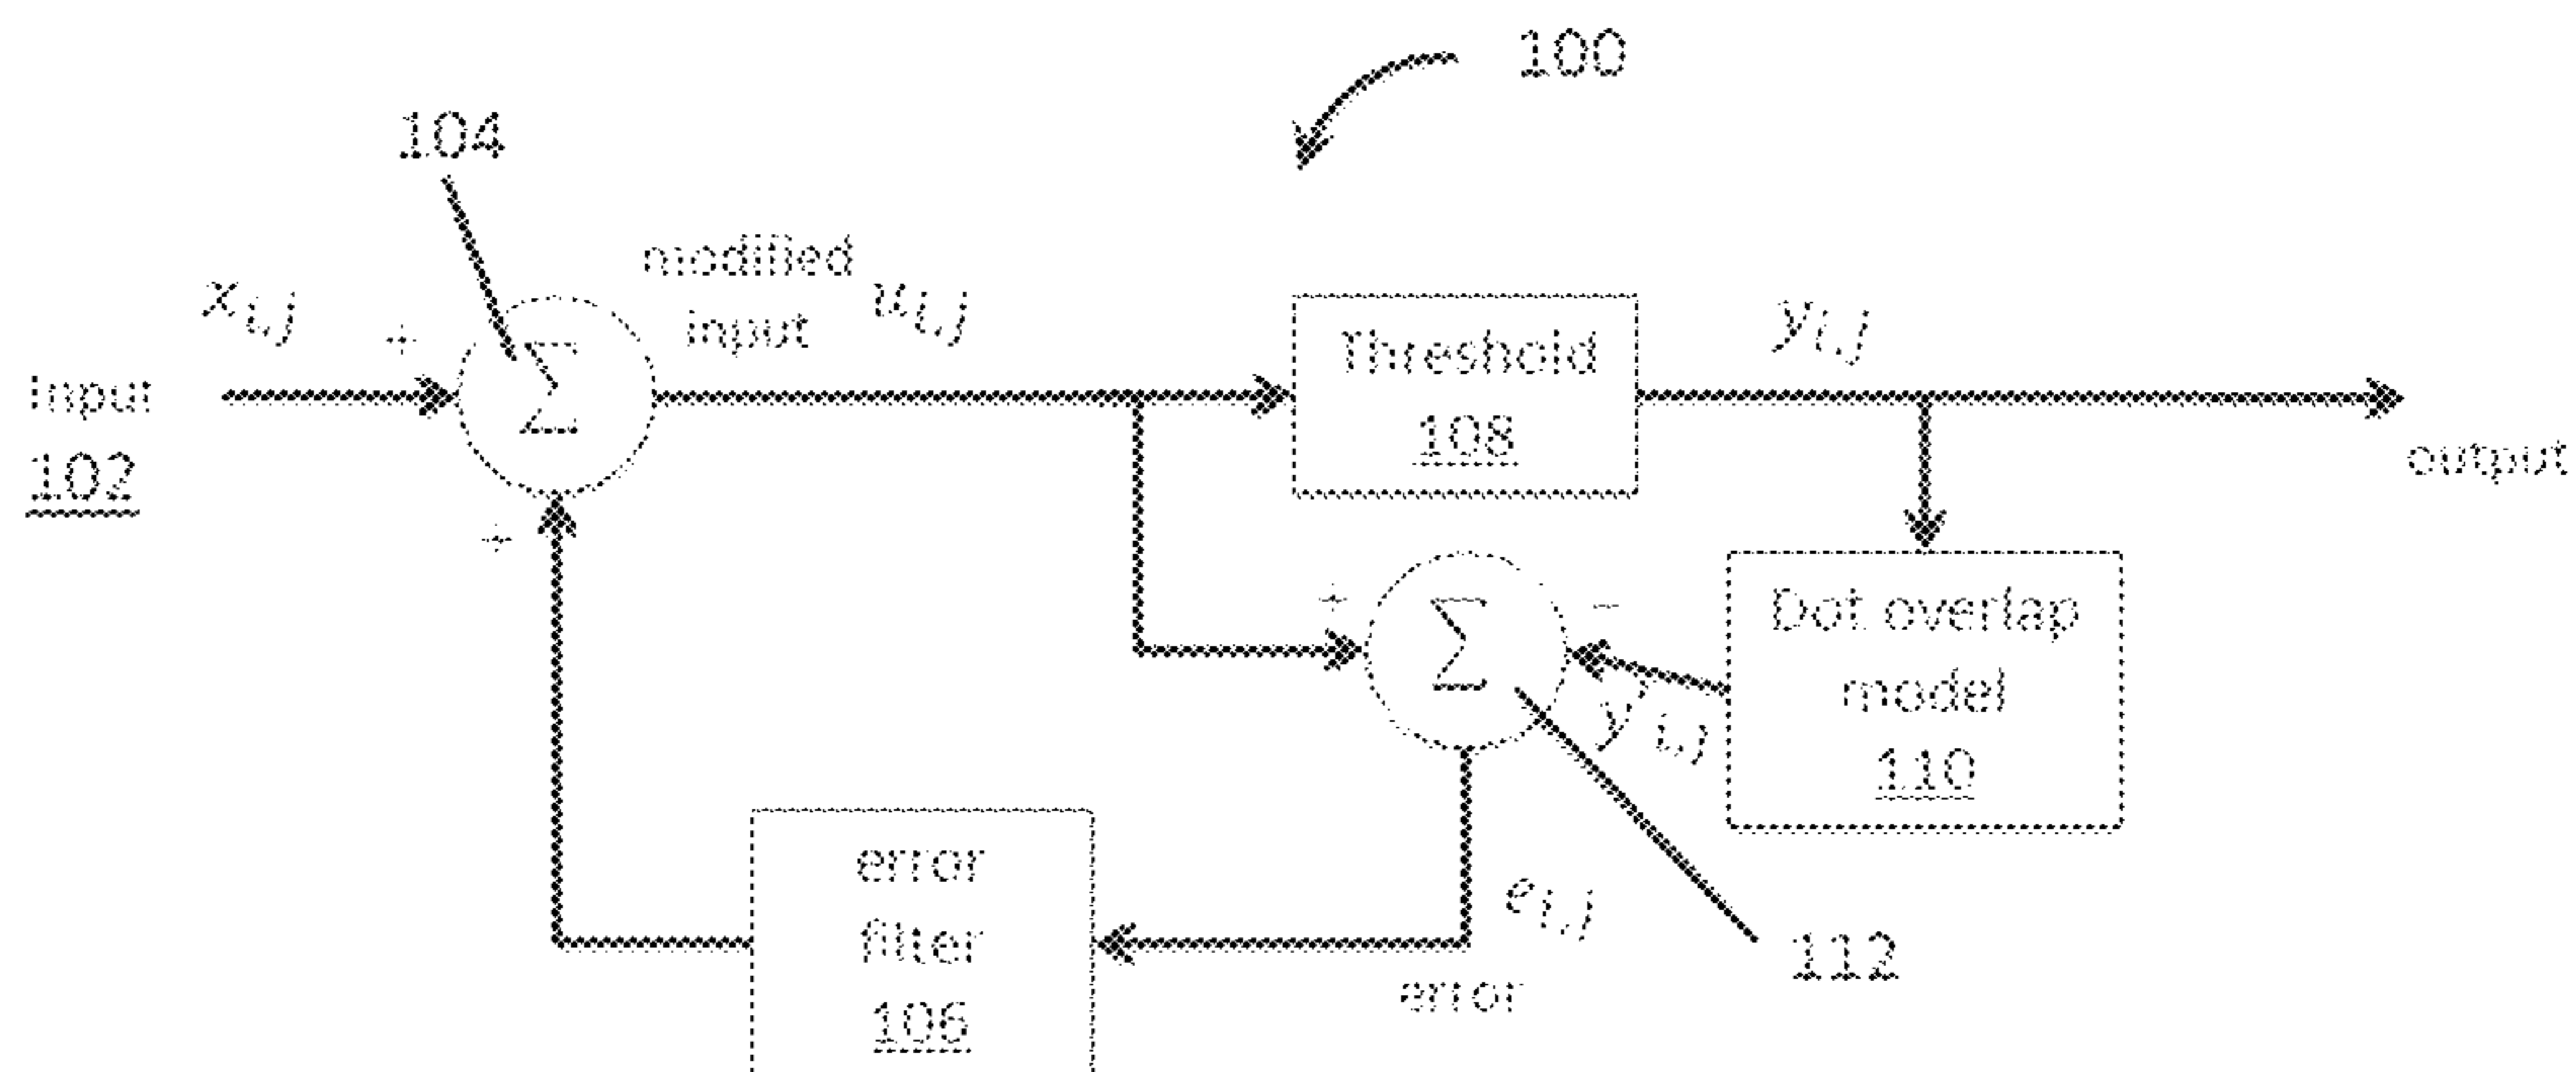 100
104
modified
input
x i,j
+
u i,j
Threshold
108
y i,j
Input
102
Σ
output
+
+
Σ
−
Dot overlap
model
110
y i,j
error
filter
106
e i,j
error
112